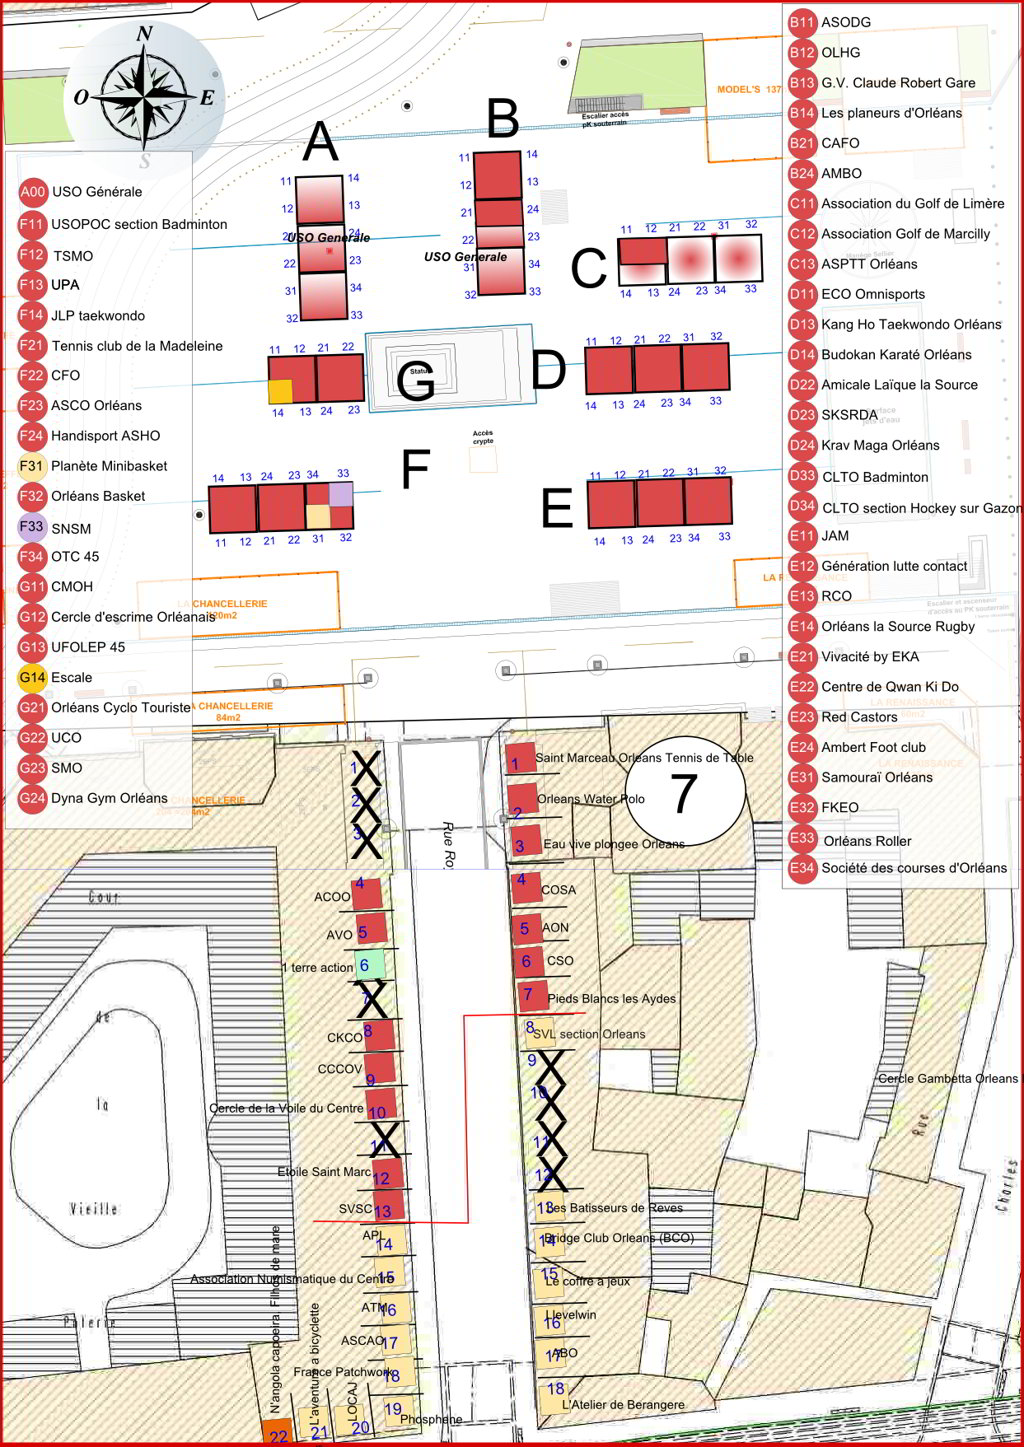 N
O
E
S
A00 USO Générale
F11 USOPOC section Badminton
F12 TSMO
F13 UPA
F14 JLP taekwondo
F21 Tennis club de la Madeleine
F22 CFO
F23 ASCO Orléans
F24 Handisport ASHO
F31 Planète Minibasket
F32 Orléans Basket
F33 SNSM
F34 OTC 45
G11 CMOH
G12 Cercle d'escrime Orléanais
G13 UFOLEP 45
G14 Escale
G21 Orléans Cyclo Touriste
G22 UCO
G23 SMO
G24 Dyna Gym Orléans
A
11 14
12 13
21 24
USO Generale
22 23
31 34
32 33
B
11 14
12 13
21 24
22 23
USO Generale
31 34
32 33
Escalier accès
pK souterrain
MODEL'S 137
C
11 12 21 22 31 32
14 13 24 23 34 33
G
11 12 21 22
14 13 24 23
Statue
D
11 12 21 22 31 32
14 13 24 23 34 33
Accès
crypte
F
14 13 24 23 34 33
11 12 21 22 31 32
E
11 12 21 22 31 32
14 13 24 23 34 33
LA CHANCELLERIE
CHANCELLERIE
84m2
CHANCELLERIE
LA RENAISSANCE
LA RENAISSANCE
Escalier et ascenseur
d'accès au PK souterrain
B11 ASODG
B12 OLHG
B13 G.V. Claude Robert Gare
B14 Les planeurs d'Orléans
B21 CAFO
B24 AMBO
C11 Association du Golf de Limère
C12 Association Golf de Marcilly
C13 ASPTT Orléans
D11 ECO Omnisports
D13 Kang Ho Taekwondo Orléans
D14 Budokan Karaté Orléans
D22 Amicale Laïque la Source
D23 SKSRDA
D24 Krav Maga Orléans
D33 CLTO Badminton
D34 CLTO section Hockey sur Gazon
E11 JAM
E12 Génération lutte contact
E13 RCO
E14 Orléans la Source Rugby
E21 Vivacité by EKA
E22 Centre de Qwan Ki Do
E23 Red Castors
E24 Ambert Foot club
E31 Samouraï Orléans
E32 FKEO
E33 Orléans Roller
E34 Société des courses d'Orléans
1 X
2 X
3 X
ACOO 4
AVO 5
1 terre action 6
7 X
CKCO 8
CCCOV 9
Cercle de la Voile du Centre 10
11 X
Etoile Saint Marc 12
SVSC 13
API 14
Association Numismatique du Centre 15
ATM 16
ASCAO 17
France Patchwork 18
Phosphène 19
LOCAJ 20
L'aventure a bicyclette 21
N'angola capoeira. Filhos de mare 22
Rue Ro
7
1 Saint Marceau Orleans Tennis de Table
2 Orleans Water Polo
3 Eau vive plongee Orleans
4 COSA
5 AON
6 CSO
7 Pieds Blancs les Aydes
8 SVL section Orleans
9 X
10 X
11 X
12 X
13 Les Batisseurs de Reves
14 Bridge Club Orleans (BCO)
15 Le coffre a jeux
16 Llevelwin
17 ABO
18 L'Atelier de Berangere
Cercle Gambetta Orleans
Rue
Charles
Cour
de
la
Vieille